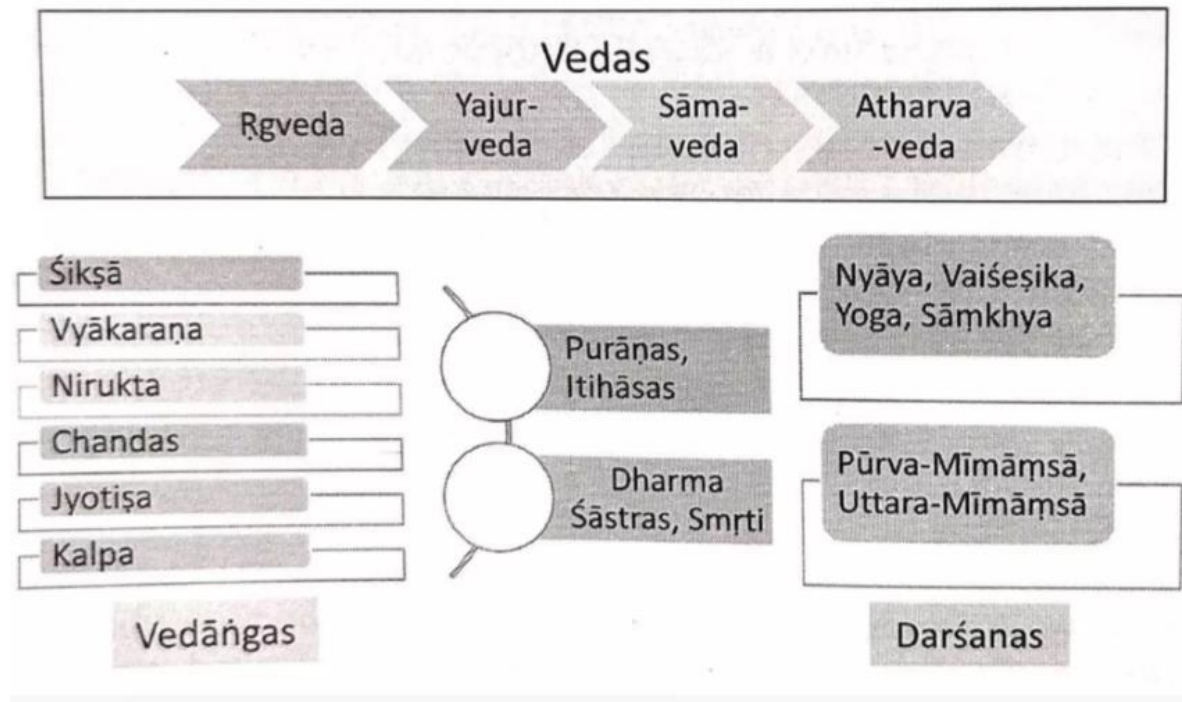 Vedas
Ṛgveda
Yajur-
veda
Sāma-
veda
Atharva
-veda
Śikṣā
Vyākaraṇa
Nirukta
Chandas
Jyotiṣa
Kalpa
Vedāṅgas
Purāṇas,
Itihāsas
Dharma
Śāstras, Smṛti
Nyāya, Vaiśeṣika,
Yoga, Sāṃkhya
Pūrva-Mīmāṃsā,
Uttara-Mīmāṃsā
Darśanas